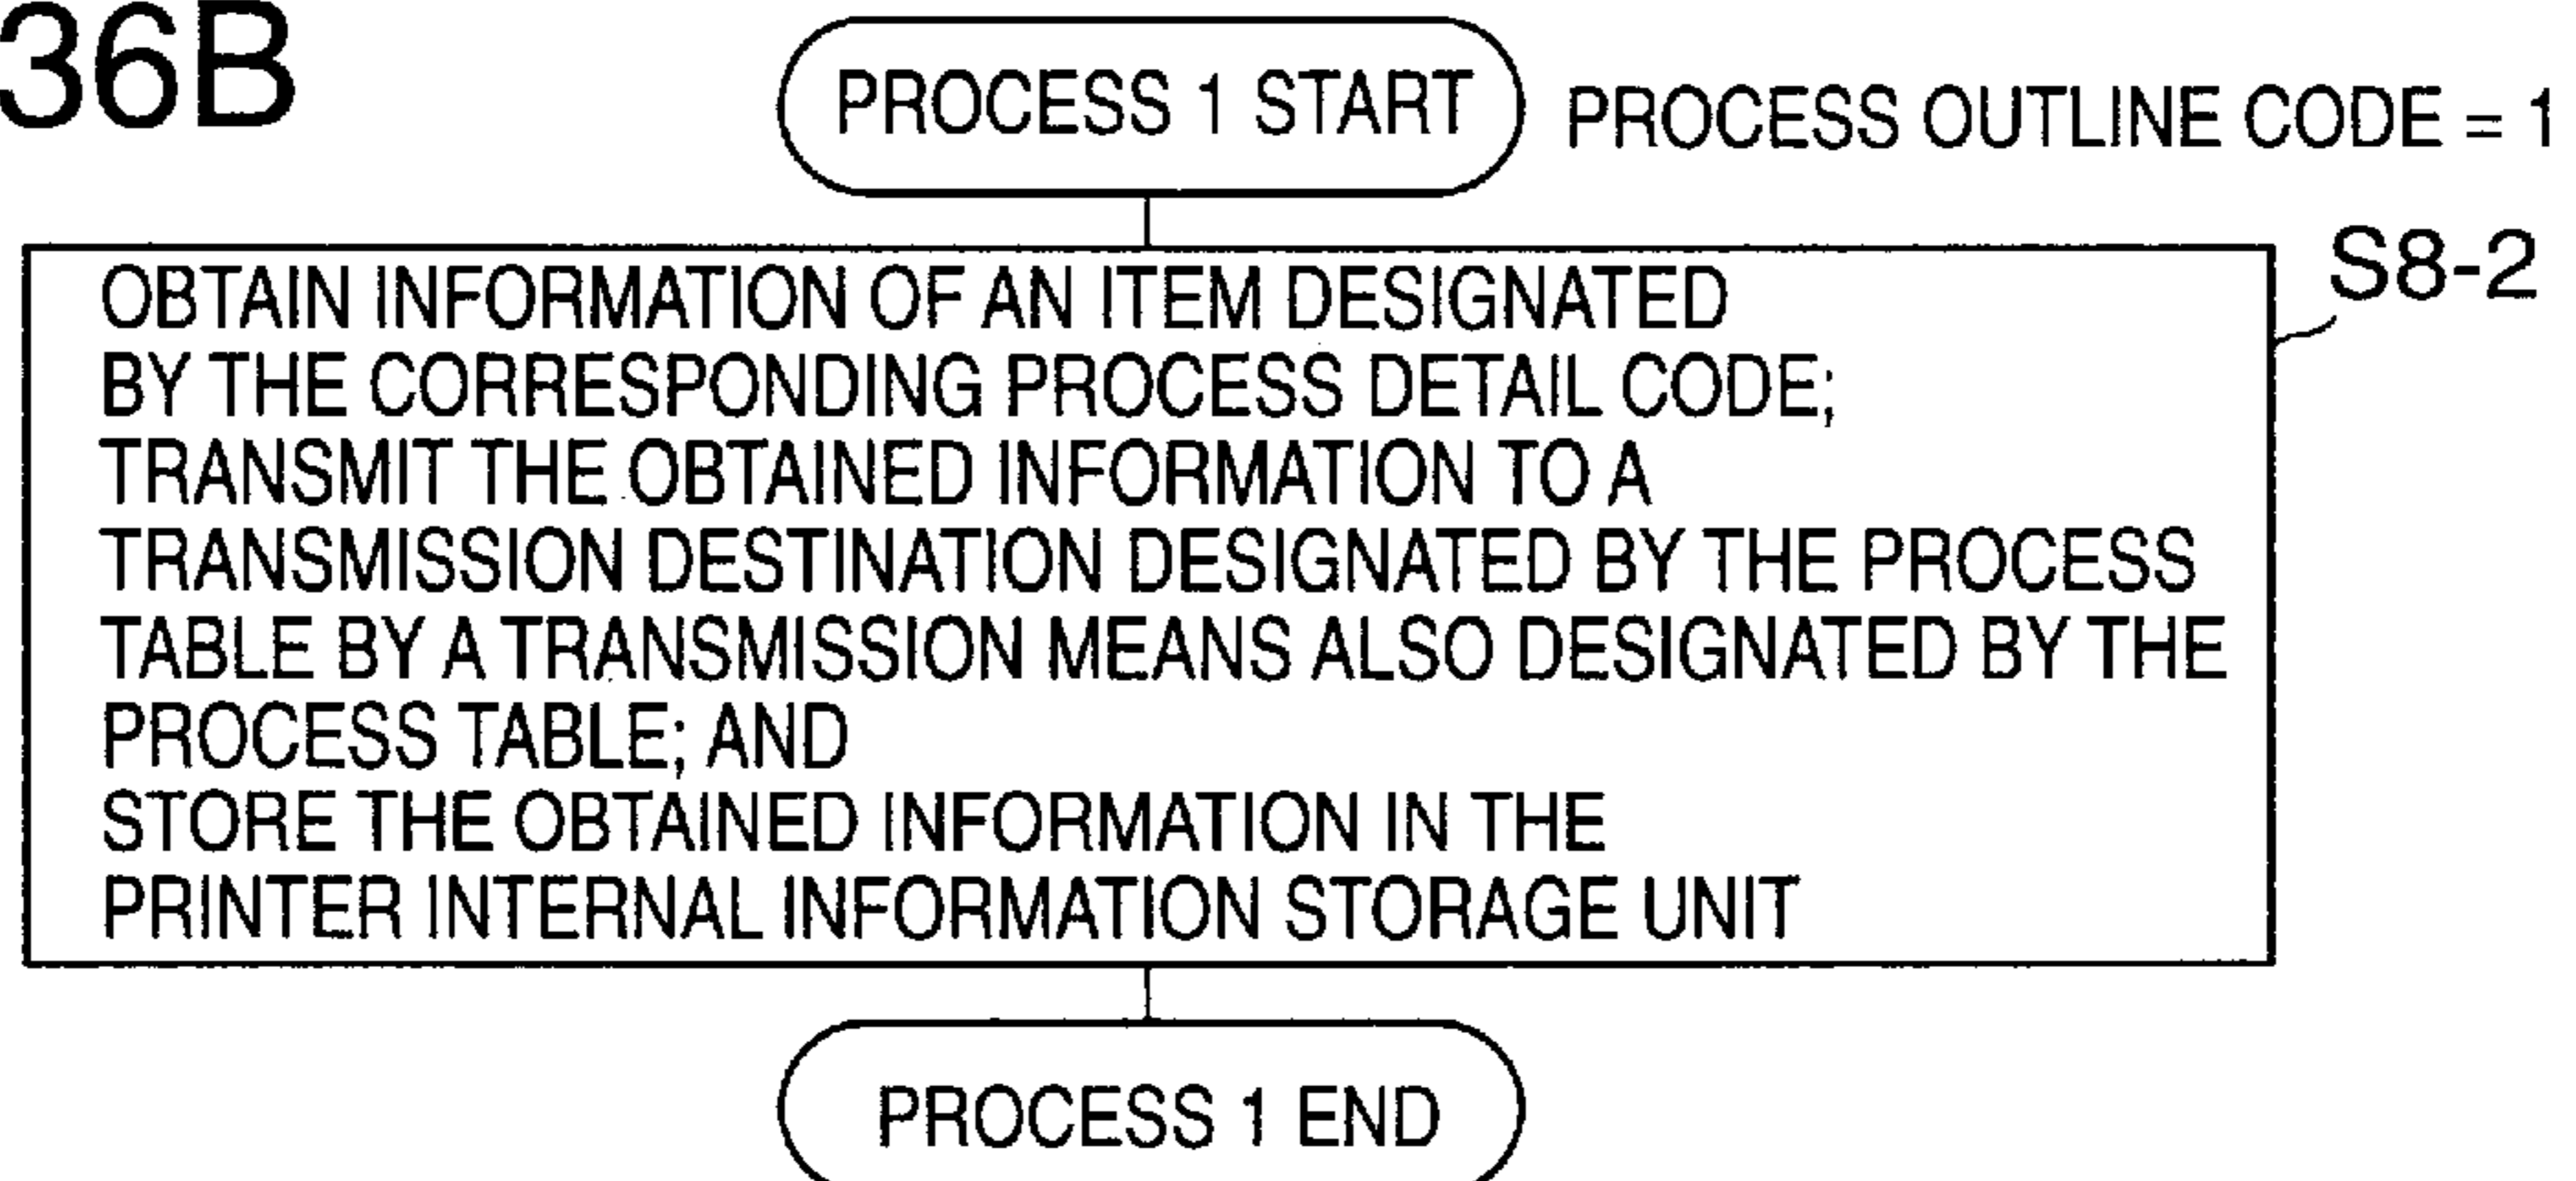 36B
PROCESS 1 START
PROCESS OUTLINE CODE = 1
S8-2
OBTAIN INFORMATION OF AN ITEM DESIGNATED
BY THE CORRESPONDING PROCESS DETAIL CODE;
TRANSMIT THE OBTAINED INFORMATION TO A
TRANSMISSION DESTINATION DESIGNATED BY THE PROCESS
TABLE BY A TRANSMISSION MEANS ALSO DESIGNATED BY THE
PROCESS TABLE; AND
STORE THE OBTAINED INFORMATION IN THE
PRINTER INTERNAL INFORMATION STORAGE UNIT
PROCESS 1 END